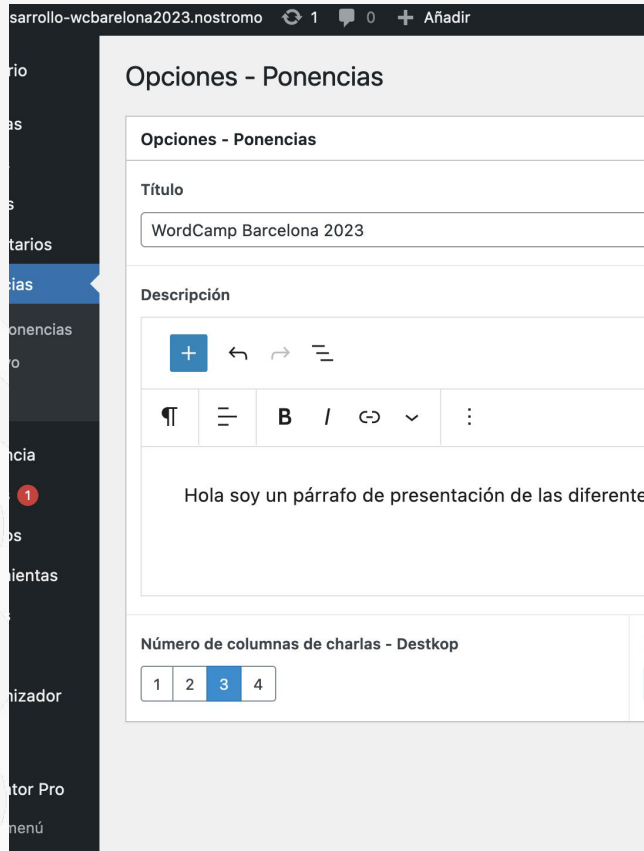 sarrollo-wcbarelona2023.nostromo 1 0 + Añadir
rio
as
s
tarios
cias
onencias
vo
ncia
s 1
os
ientas
s
nizador
tor Pro
menú
Opciones - Ponencias
Opciones - Ponencias
Título
WordCamp Barcelona 2023
Descripción
B I
Hola soy un párrafo de presentación de las diferente
Número de columnas de charlas - Destkop
1 2 3 4